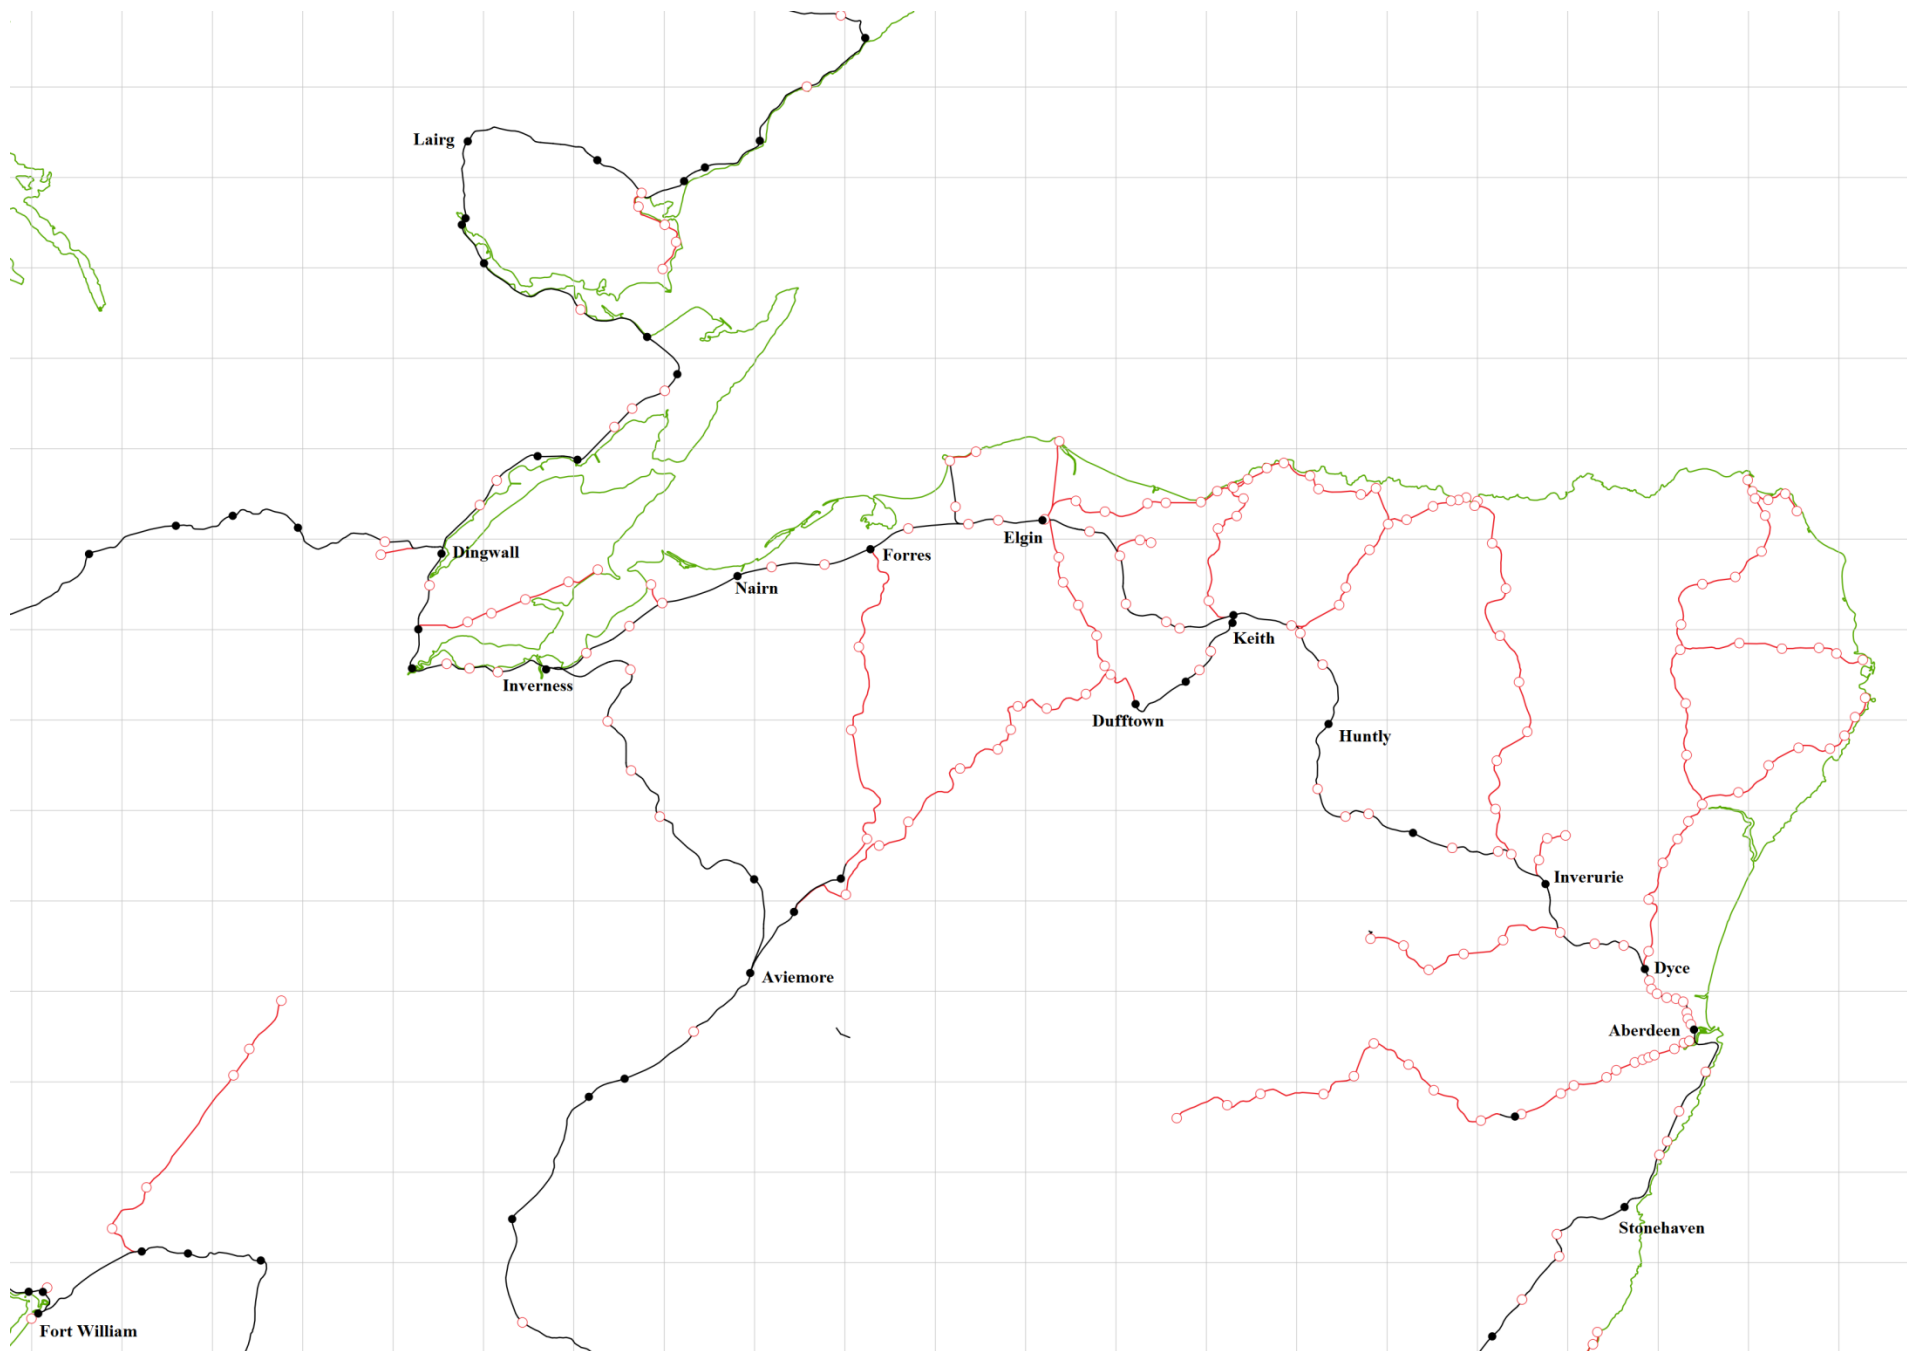 Lairg
Dingwall
Elgin
Forres
Nairn
Keith
Inverness
Dufftown
Huntly
Inverurie
Dyce
Aviemore
Aberdeen
Stonehaven
Fort William